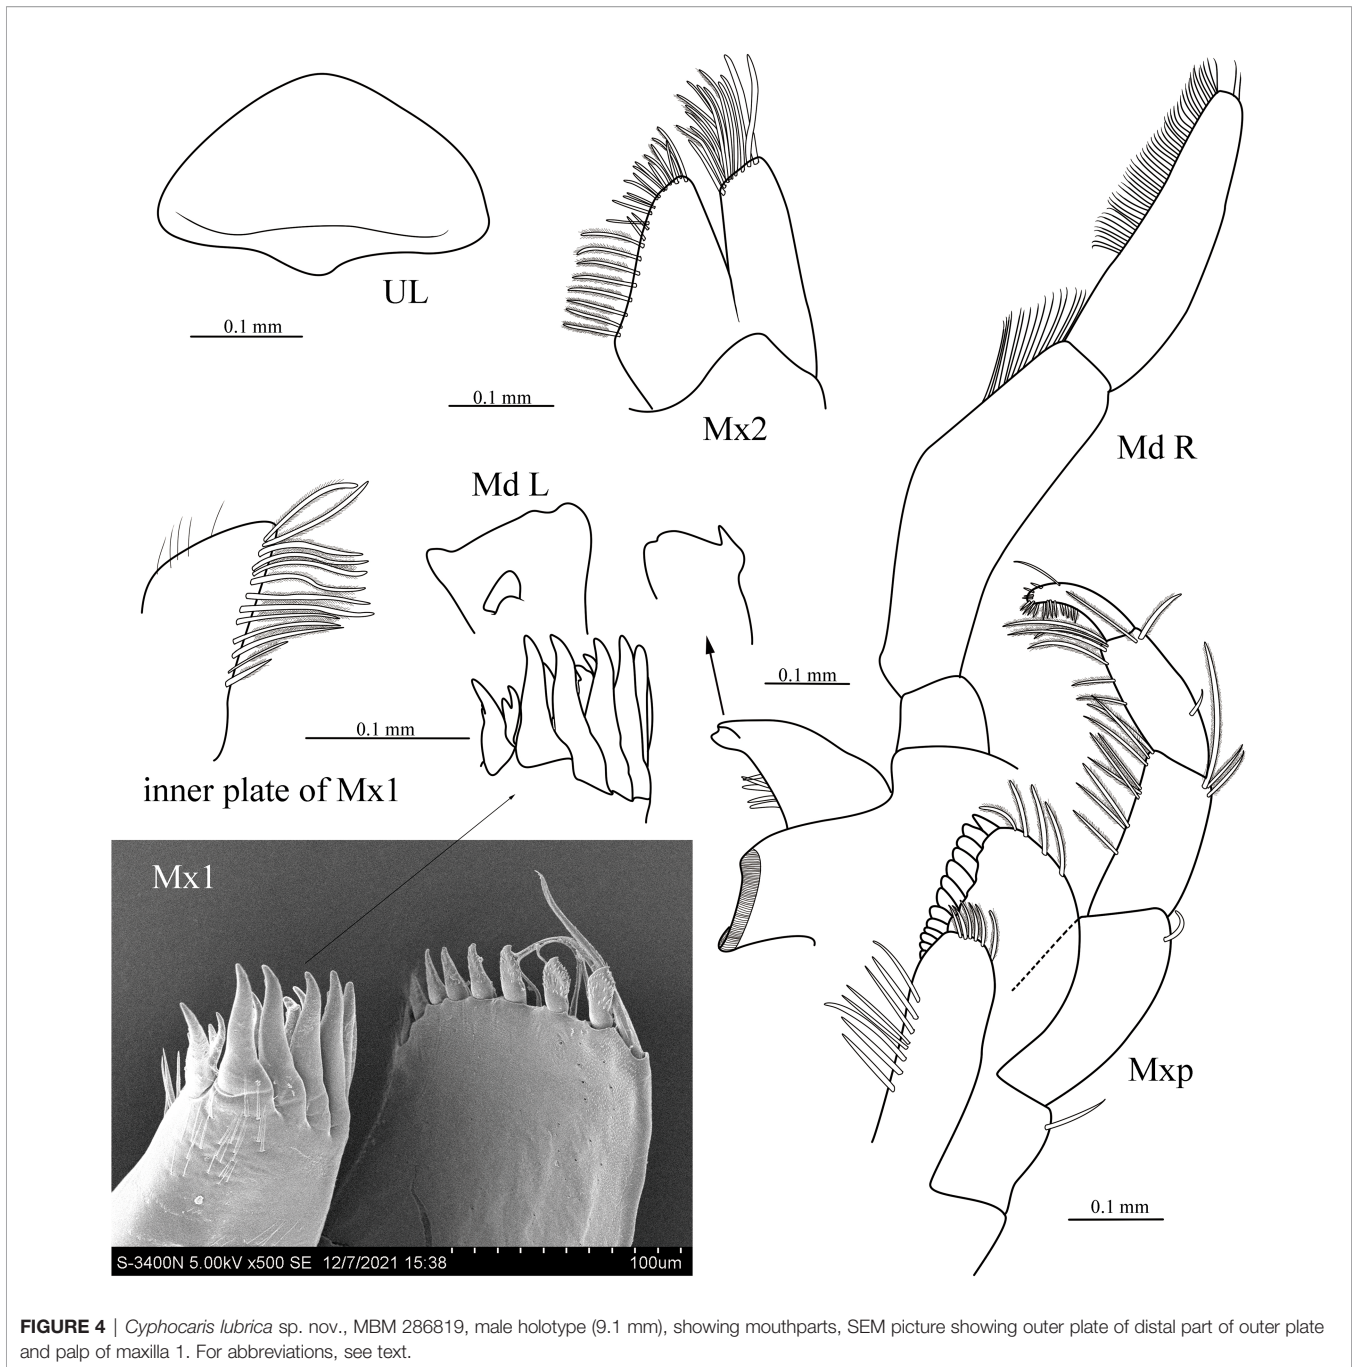 UL
0.1 mm
0.1 mm
Mx2
Md R
Md L
0.1 mm
0.1 mm
inner plate of Mx1
Mx1
Mxp
0.1 mm
S-3400N 5.00kV x500 SE 12/7/2021 15:38 100um
FIGURE 4 | Cyphocaris lubrica sp. nov., MBM 286819, male holotype (9.1 mm), showing mouthparts, SEM picture showing outer plate of distal part of outer plate
and palp of maxilla 1. For abbreviations, see text.